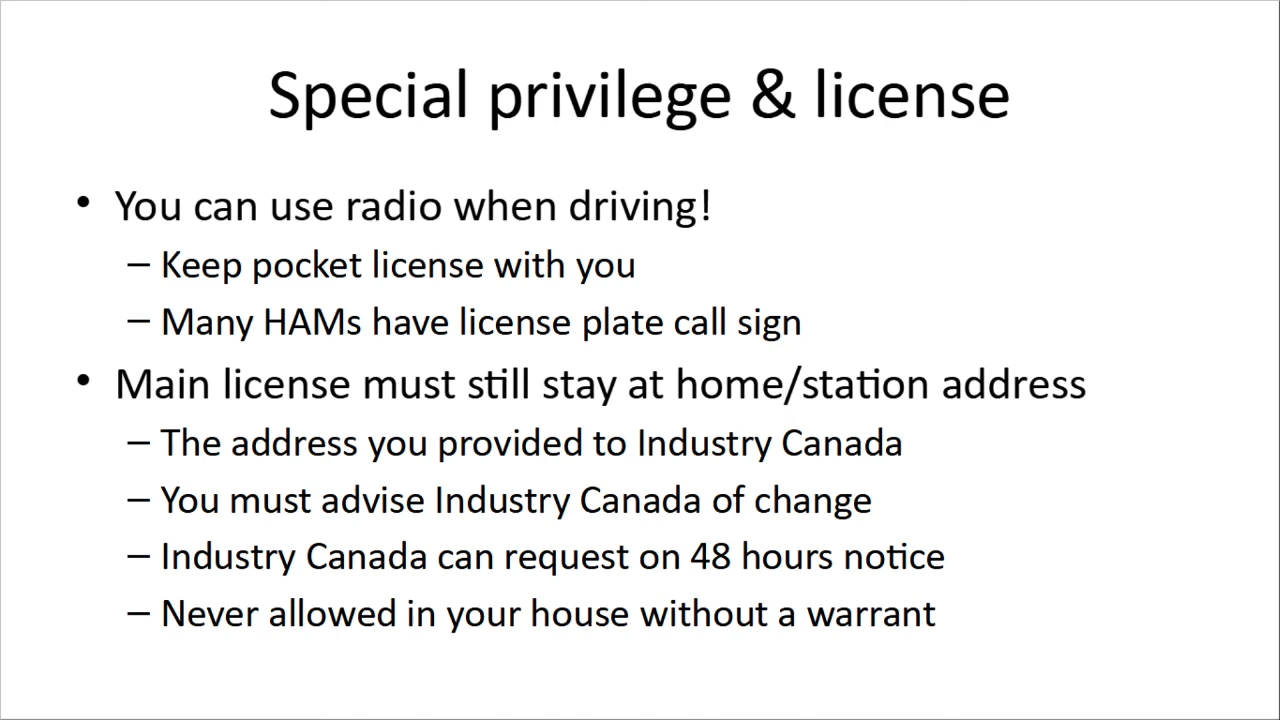 Special privilege & license
• You can use radio when driving!
– Keep pocket license with you
– Many HAMs have license plate call sign
• Main license must still stay at home/station address
– The address you provided to Industry Canada
– You must advise Industry Canada of change
– Industry Canada can request on 48 hours notice
– Never allowed in your house without a warrant